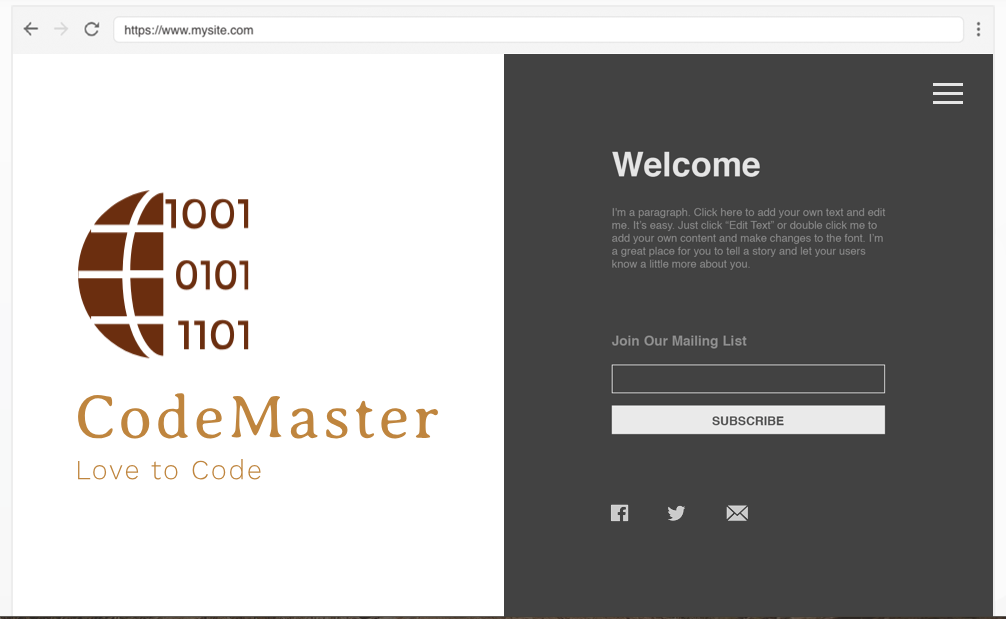 https://www.mysite.com
1001
0101
1101
CodeMaster
Love to Code
Welcome
I'm a paragraph. Click here to add your own text and edit
me. It's easy. Just click “Edit Text” or double click me to
add your own content and make changes to the font. I'm
a great place for you to tell a story and let your users
know a little more about you.
Join Our Mailing List
SUBSCRIBE